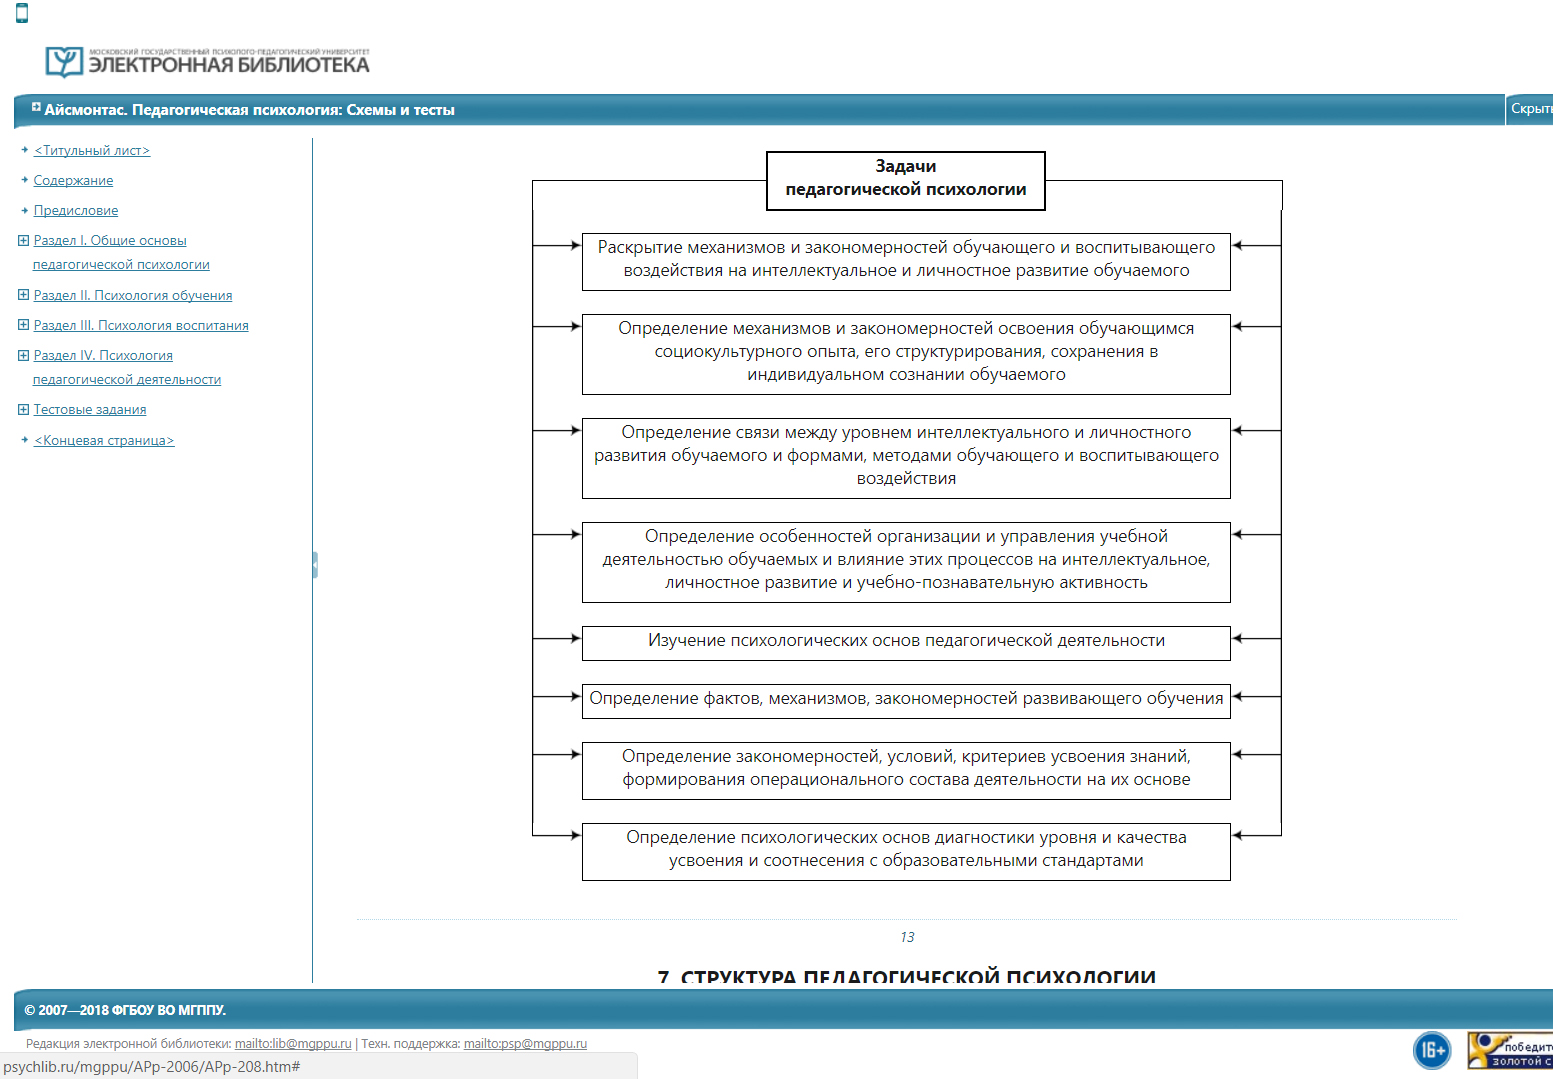 МОСКОВСКИЙ ГОСУДАРСТВЕННЫЙ ПСИХОЛОГО-ПЕДАГОГИЧЕСКИЙ УНИВЕРСИТЕТ
ЭЛЕКТРОННАЯ БИБЛИОТЕКА
Айсмонтас. Педагогическая психология: Схемы и тесты
Скрыть
<Титульный лист>
Содержание
Предисловие
Раздел I. Общие основы
педагогической психологии
Раздел II. Психология обучения
Раздел III. Психология воспитания
Раздел IV. Психология
педагогической деятельности
Тестовые задания
<Концевая страница>
Задачи
педагогической психологии
Раскрытие механизмов и закономерностей обучающего и воспитывающего
воздействия на интеллектуальное и личностное развитие обучаемого
Определение механизмов и закономерностей освоения обучающимся
социокультурного опыта, его структурирования, сохранения в
индивидуальном сознании обучаемого
Определение связи между уровнем интеллектуального и личностного
развития обучаемого и формами, методами обучающего и воспитывающего
воздействия
Определение особенностей организации и управления учебной
деятельностью обучаемых и влияние этих процессов на интеллектуальное,
личностное развитие и учебно-познавательную активность
Изучение психологических основ педагогической деятельности
Определение фактов, механизмов, закономерностей развивающего обучения
Определение закономерностей, условий, критериев усвоения знаний,
формирования операционального состава деятельности на их основе
Определение психологических основ диагностики уровня и качества
усвоения и соотнесения с образовательными стандартами
13
7. СТРУКТУРА ПЕДАГОГИЧЕСКОЙ ПСИХОЛОГИИ
© 2007—2018 ФГБОУ ВО МГППУ.
Редакция электронной библиотеки: mailto:lib@mgppu.ru | Техн. поддержка: mailto:psp@mgppu.ru
psychlib.ru/mgppu/APp-2006/APp-208.htm#
16+
победите
золотой с